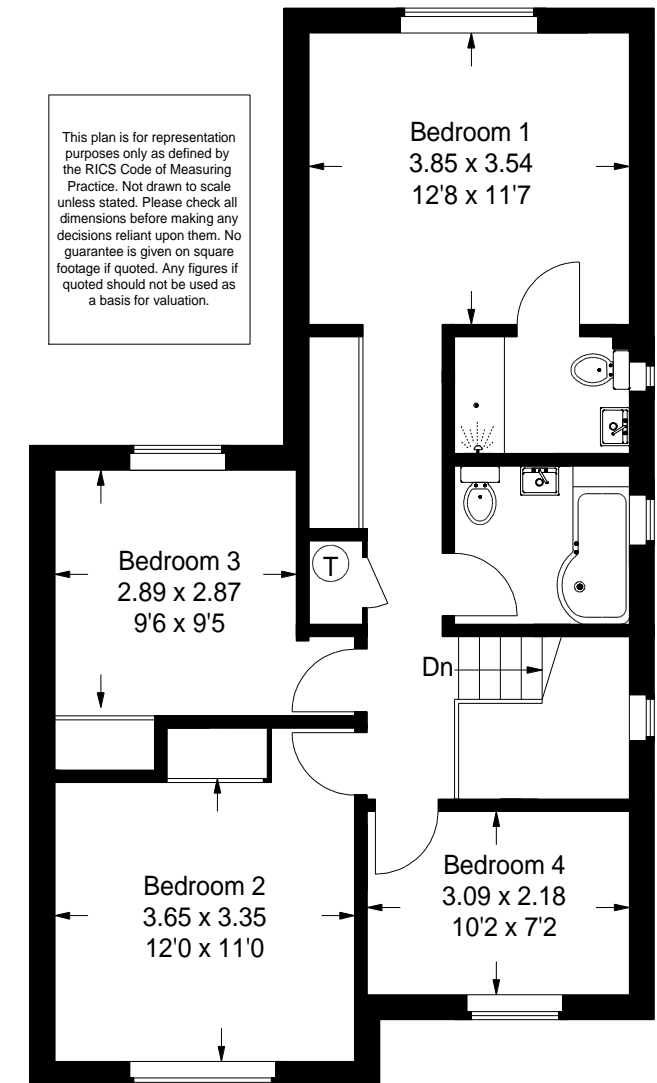 This plan is for representation
purposes only as defined by
the RICS Code of Measuring
Practice. Not drawn to scale
unless stated. Please check all
dimensions before making any
decisions reliant upon them. No
guarantee is given on square
footage if quoted. Any figures if
quoted should not be used as
a basis for valuation.
Bedroom 1
3.85 x 3.54
12'8 x 11'7
Bedroom 3
2.89 x 2.87
9'6 x 9'5
T
Dn
Bedroom 2
3.65 x 3.35
12'0 x 11'0
Bedroom 4
3.09 x 2.18
10'2 x 7'2